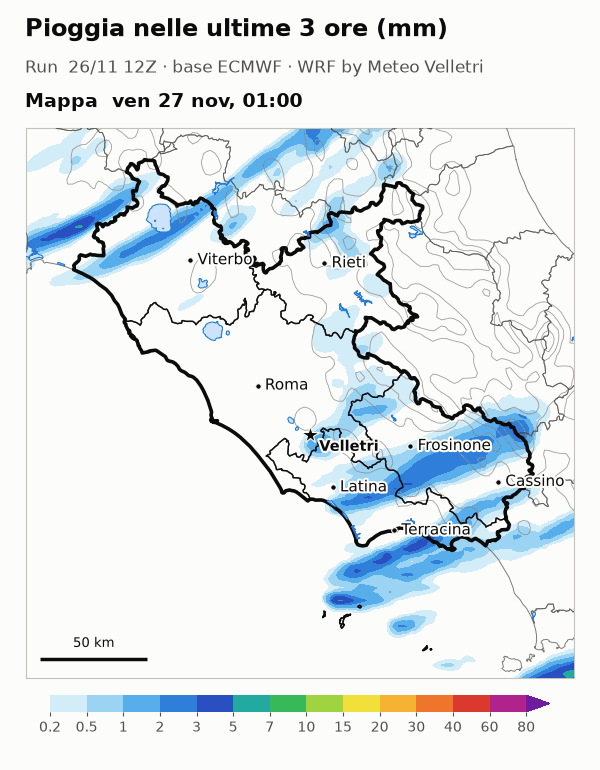 Pioggia nelle ultime 3 ore (mm)
Run  26/11 12Z · base ECMWF · WRF by Meteo Velletri
Mappa  ven 27 nov, 01:00
Viterbo
Rieti
Roma
Velletri
Frosinone
Latina
Cassino
Terracina
50 km
0.2 0.5 1 2 3 5 7 10 15 20 30 40 60 80